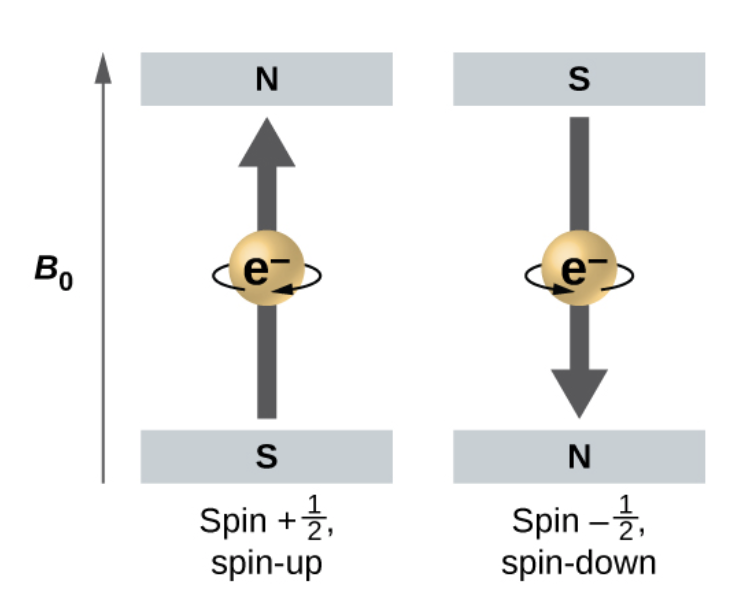 N
S
B₀
e⁻
e⁻
S
N
Spin +½,
spin-up
Spin –½,
spin-down